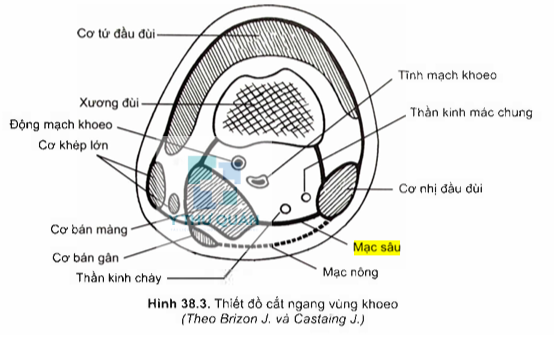 Cơ tứ đầu đùi
Tĩnh mạch khoeo
Xương đùi
Thần kinh mác chung
Động mạch khoeo
Cơ khép lớn
Cơ nhị đầu đùi
Cơ bán màng
Mạc sâu
Cơ bán gân
Mạc nông
Thần kinh chày
Hình 38.3. Thiết đồ cắt ngang vùng khoeo
(Theo Brizon J. và Castaing J.)